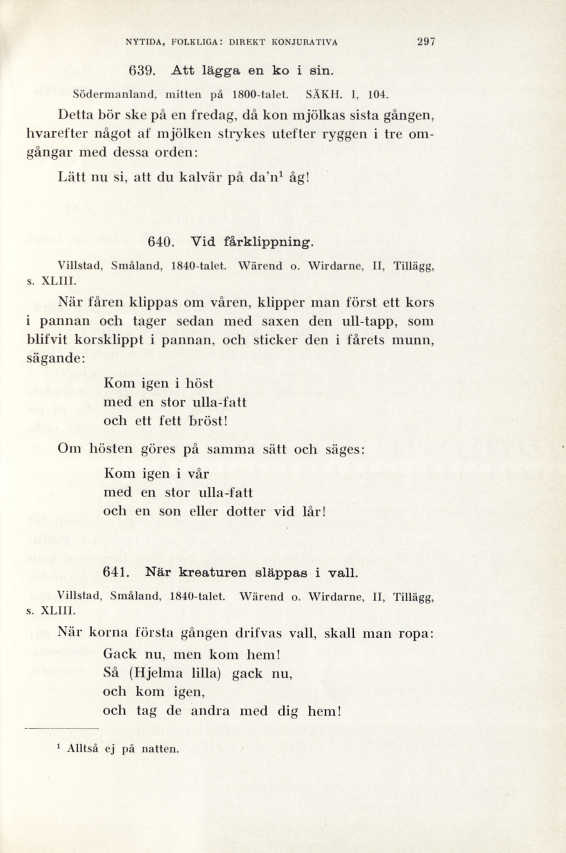 NYTIDA, FOLKLIGA: DIREKT KONJURATIVA 297
639. Att lägga en ko i sin.
Södermanland, mitten på 1800-talet. SÄKH. I, 104.
Detta bör ske på en fredag, då kon mjölkas sista gången,
hvarefter något af mjölken strykes utefter ryggen i tre om-
gångar med dessa orden:
Lätt nu si, att du kalvär på da'n¹ åg!
640. Vid fårklippning.
Villstad, Småland, 1840-talet. Wärend o. Wirdarne, II, Tillägg,
s. XLIII.
När fåren klippas om våren, klipper man först ett kors
i pannan och tager sedan med saxen den ull-tapp, som
blifvit korsklippt i pannan, och sticker den i fårets munn,
sägande:
Kom igen i höst
med en stor ulla-fatt
och ett fett bröst!
Om hösten göres på samma sätt och säges:
Kom igen i vår
med en stor ulla-fatt
och en son eller dotter vid lår!
641. När kreaturen släppas i vall.
Villstad, Småland, 1840-talet. Wärend o. Wirdarne, II, Tillägg,
s. XLIII.
När korna första gången drifvas vall, skall man ropa:
Gack nu, men kom hem!
Så (Hjelma lilla) gack nu,
och kom igen,
och tag de andra med dig hem!
¹ Alltså ej på natten.